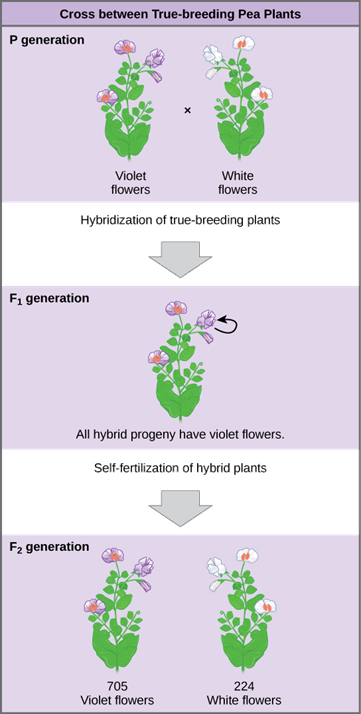 Cross between True-breeding Pea Plants
P generation
×
Violet
flowers
White
flowers
Hybridization of true-breeding plants
F₁ generation
All hybrid progeny have violet flowers.
Self-fertilization of hybrid plants
F₂ generation
705
Violet flowers
224
White flowers